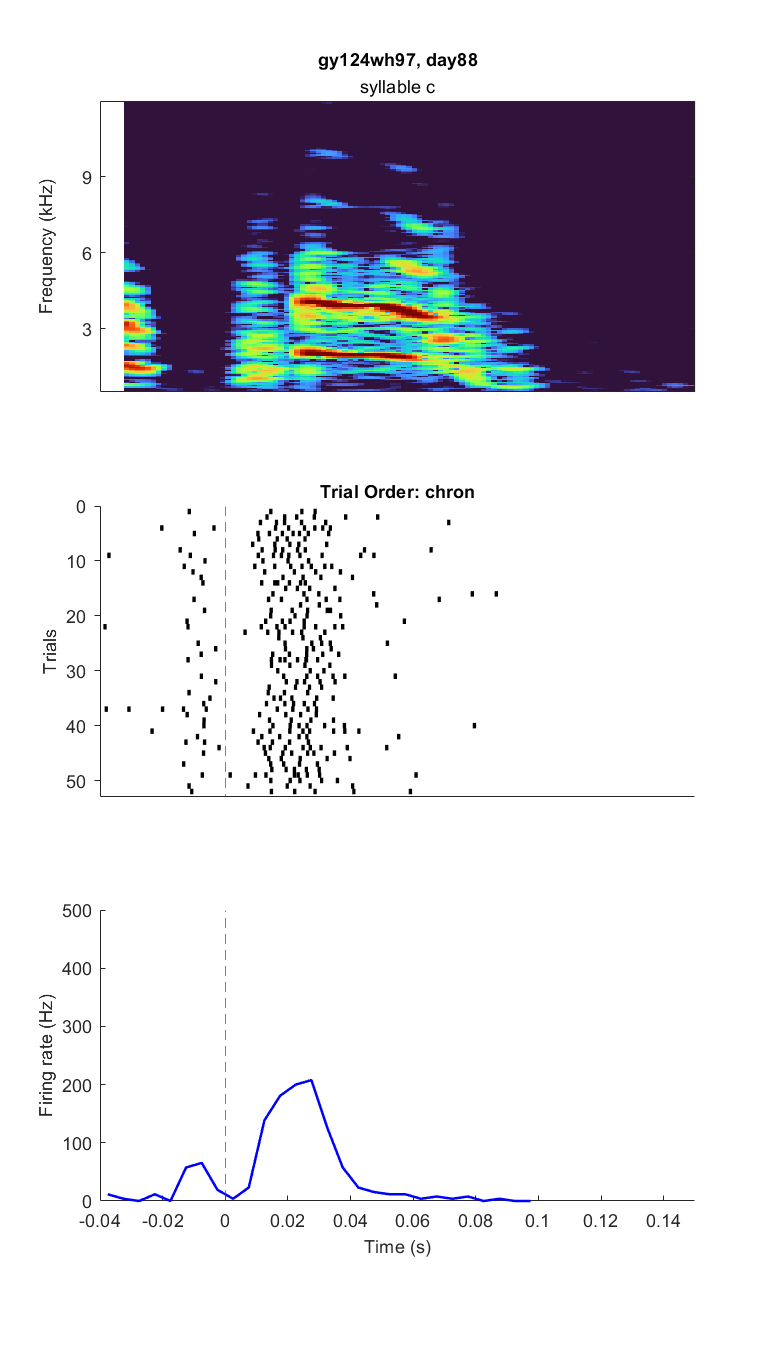 gy124wh97, day88
syllable c
Frequency (kHz)
9
6
3
Trial Order: chron
Trials
0
10
20
30
40
50
Firing rate (Hz)
500
400
300
200
100
0
-0.04 -0.02 0 0.02 0.04 0.06 0.08 0.1 0.12 0.14
Time (s)